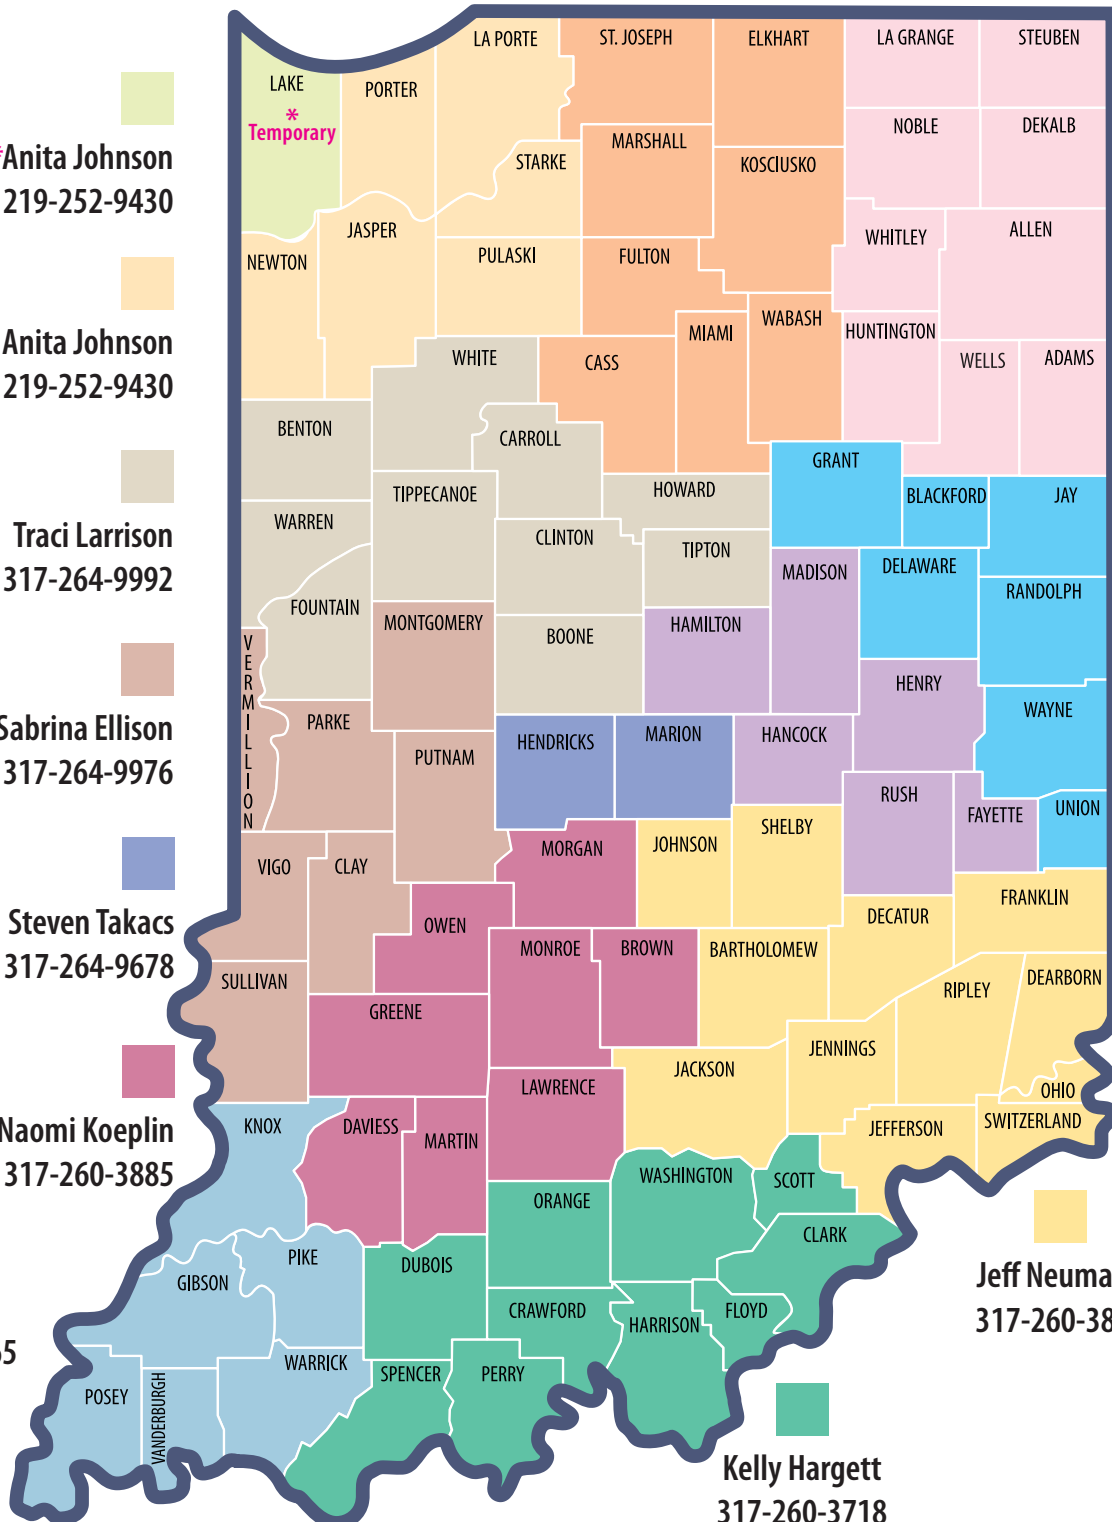 LA PORTE
ST. JOSEPH
ELKHART
LA GRANGE
STEUBEN
LAKE
*
Temporary
PORTER
NOBLE
DEKALB
MARSHALL
STARKE
KOSCIUSKO
*Anita Johnson
219-252-9430
JASPER
WHITLEY
ALLEN
NEWTON
PULASKI
FULTON
WABASH
MIAMI
HUNTINGTON
Anita Johnson
219-252-9430
WHITE
CASS
WELLS
ADAMS
BENTON
CARROLL
GRANT
TIPPECANOE
HOWARD
BLACKFORD
JAY
WARREN
CLINTON
TIPTON
Traci Larrison
317-264-9992
MADISON
DELAWARE
RANDOLPH
FOUNTAIN
MONTGOMERY
BOONE
HAMILTON
VERMILLION
HENRY
PARKE
WAYNE
Sabrina Ellison
317-264-9976
PUTNAM
HENDRICKS
MARION
HANCOCK
RUSH
FAYETTE
UNION
SHELBY
MORGAN
JOHNSON
VIGO
CLAY
FRANKLIN
DECATUR
OWEN
Steven Takacs
317-264-9678
MONROE
BROWN
BARTHOLOMEW
SULLIVAN
RIPLEY
DEARBORN
GREENE
JENNINGS
JACKSON
LAWRENCE
OHIO
SWITZERLAND
KNOX
DAVIESS
MARTIN
JEFFERSON
Naomi Koeplin
317-260-3885
WASHINGTON
SCOTT
ORANGE
CLARK
PIKE
DUBOIS
GIBSON
Jeff Neuma
317-260-38
CRAWFORD
HARRISON
FLOYD
55
WARRICK
SPENCER
PERRY
POSEY
VANDERBURGH
Kelly Hargett
317-260-3718